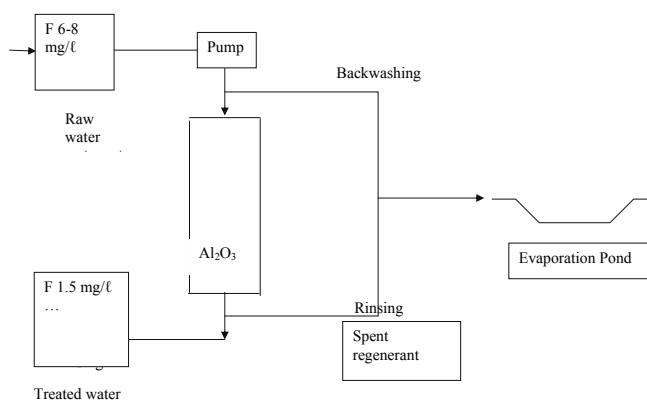 F 6-8
mg/ℓ
Pump
Backwashing
Raw
water
Al₂O₃
Evaporation Pond
F 1.5 mg/ℓ
…
Rinsing
Spent
regenerant
Treated water